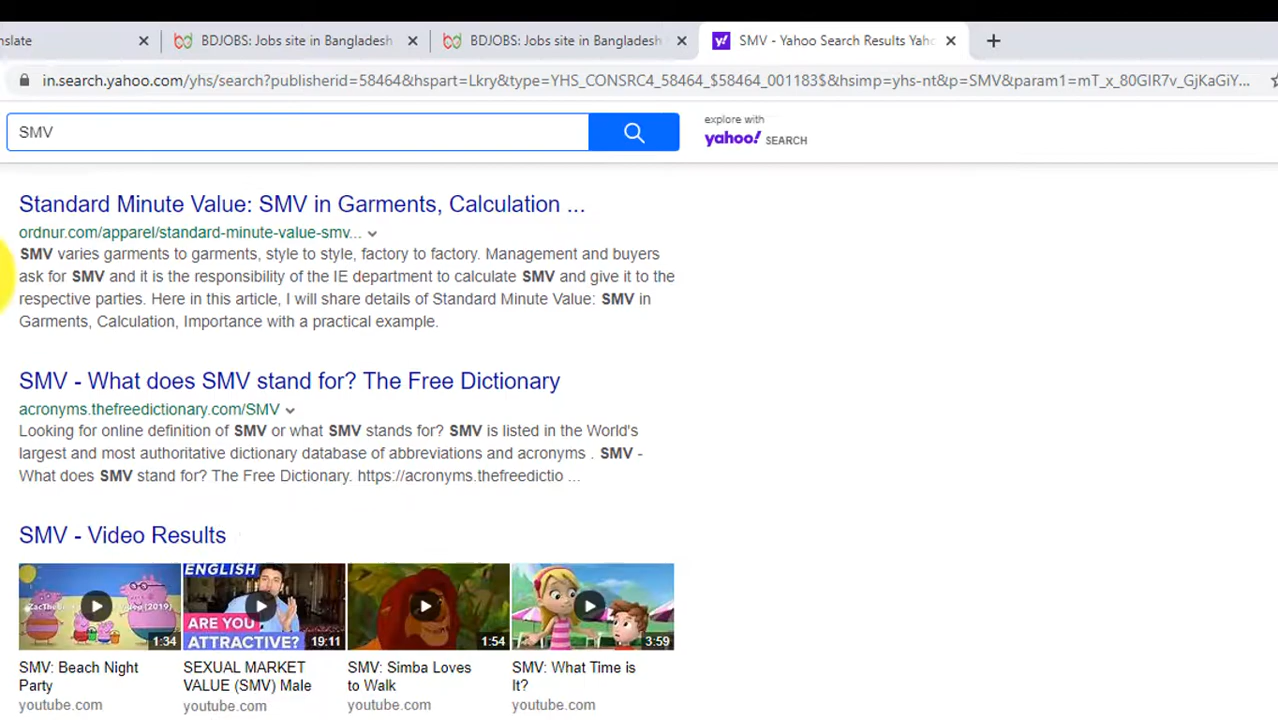 nslate
BDJOBS: Jobs site in Bangladesh
BDJOBS: Jobs site in Bangladesh
SMV - Yahoo Search Results Yaho
in.search.yahoo.com/yhs/search?publisherid=58464&hspart=Lkry&type=YHS_CONSRC4_58464_$58464_001183$&hsimp=yhs-nt&p=SMV&param1=mT_x_80GIR7v_GjKaGiY...
SMV
explore with
yahoo! SEARCH
Standard Minute Value: SMV in Garments, Calculation ...
ordnur.com/apparel/standard-minute-value-smv...
SMV varies garments to garments, style to style, factory to factory. Management and buyers
ask for SMV and it is the responsibility of the IE department to calculate SMV and give it to the
respective parties. Here in this article, I will share details of Standard Minute Value: SMV in
Garments, Calculation, Importance with a practical example.
SMV - What does SMV stand for? The Free Dictionary
acronyms.thefreedictionary.com/SMV
Looking for online definition of SMV or what SMV stands for? SMV is listed in the World's
largest and most authoritative dictionary database of abbreviations and acronyms . SMV -
What does SMV stand for? The Free Dictionary. https://acronyms.thefreedictio ...
SMV - Video Results
ENGLISH
ARE YOU
ATTRACTIVE?
1:34
19:11
1:54
3:59
SMV: Beach Night
Party
youtube.com
SEXUAL MARKET
VALUE (SMV) Male
youtube.com
SMV: Simba Loves
to Walk
youtube.com
SMV: What Time is
It?
youtube.com